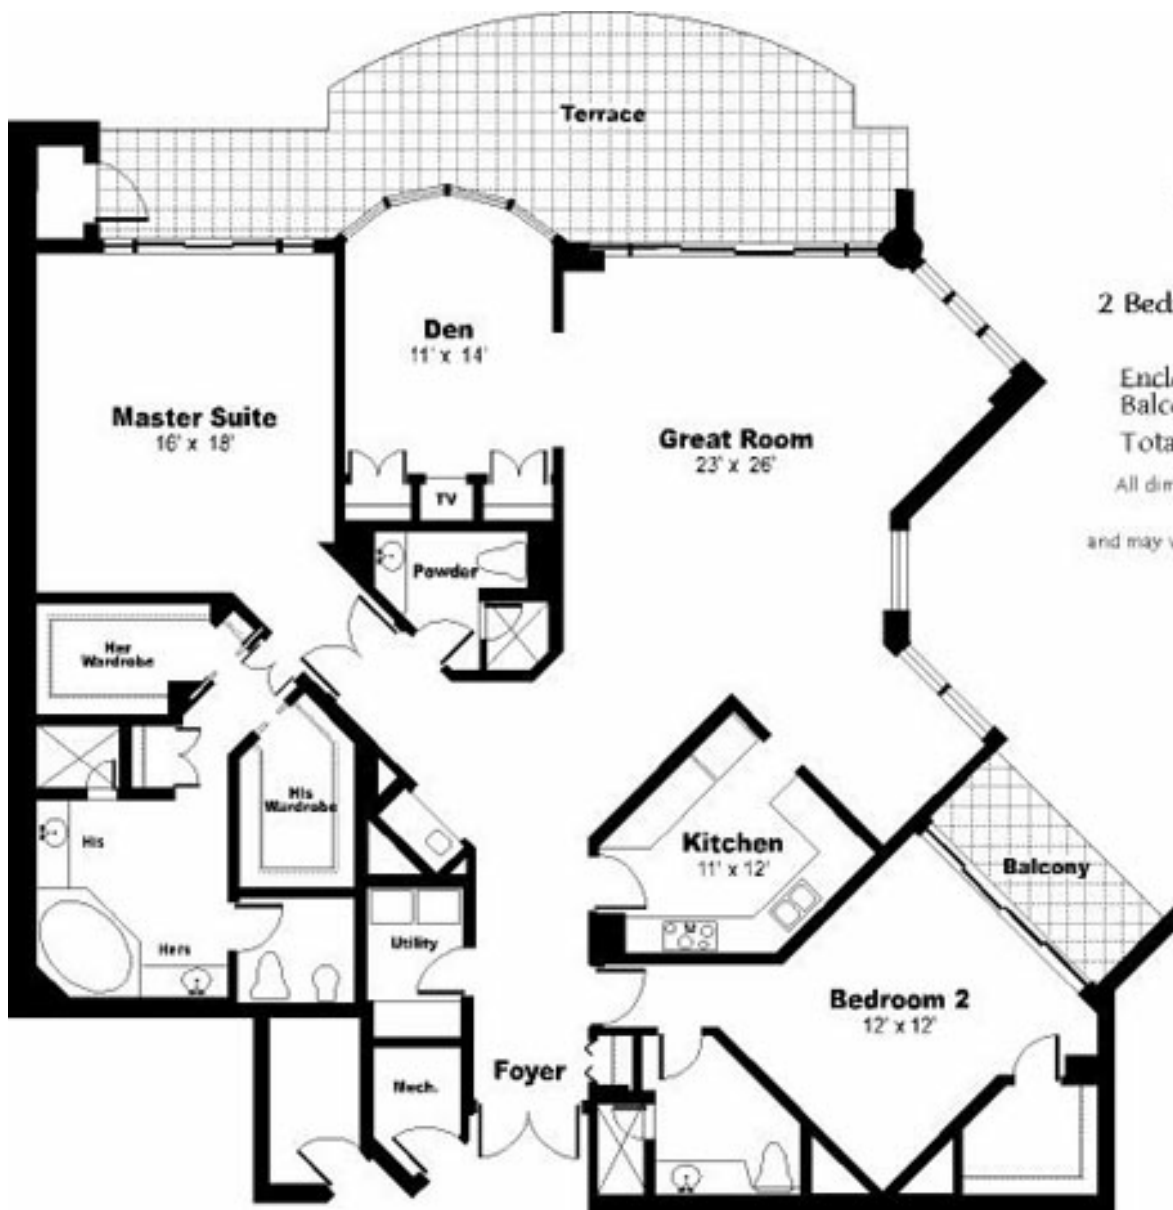 Terrace
2 Bed
Den
11' x 14'
Encl
Balc
Tota
All dim
and may
Master Suite
16' x 18'
Great Room
23' x 26'
TV
Powder
Her
Wardrobe
His
Wardrobe
His
Kitchen
11' x 12'
Balcony
Hers
Utility
Bedroom 2
12' x 12'
Foyer
Mech.